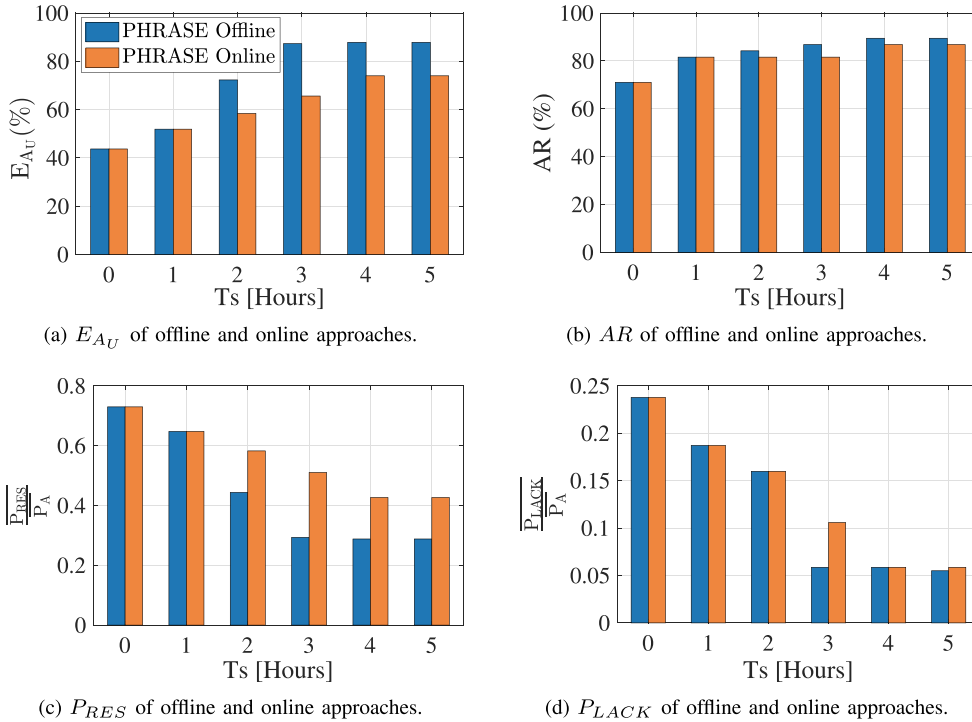 100
80
60
40
20
0
E_{A_U}(%)
PHRASE Offline
PHRASE Online
0 1 2 3 4 5
Ts [Hours]
(a) E_{A_U} of offline and online approaches.
100
80
60
40
20
0
AR (%)
0 1 2 3 4 5
Ts [Hours]
(b) AR of offline and online approaches.
0.8
0.6
0.4
0.2
0
P_{RES}
P_A
0 1 2 3 4 5
Ts [Hours]
(c) P_{RES} of offline and online approaches.
0.25
0.2
0.15
0.1
0.05
0
P_{LACK}
P_A
0 1 2 3 4 5
Ts [Hours]
(d) P_{LACK} of offline and online approaches.